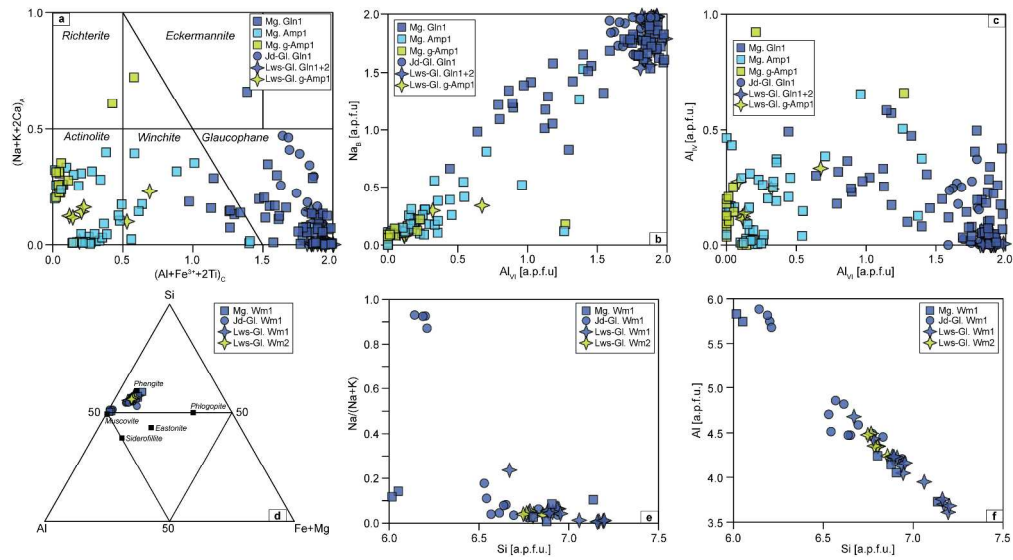 a
Richterite
Eckermannite
Mg. Gln1
Mg. Amp1
Mg. g-Amp1
Jd-Gl. Gln1
Lws-Gl. Gln1+2
Lws-Gl. g-Amp1
Actinolite
Winchite
Glaucophane
(Na+K+2Ca)A
1.0
0.5
0.0
0.0
0.5
1.0
1.5
2.0
(Al+Fe³⁺+2Ti)C
Mg. Gln1
Mg. Amp1
Mg. g-Amp1
Jd-Gl. Gln1
Lws-Gl. Gln1+2
Lws-Gl. g-Amp1
NaB [a.p.f.u]
2.0
1.5
1.0
0.5
0.0
0.0
0.5
1.0
1.5
2.0
AlVI [a.p.f.u]
b
c
Mg. Gln1
Mg. Amp1
Mg. g-Amp1
Jd-Gl. Gln1
Lws-Gl. Gln1+2
Lws-Gl. g-Amp1
AlIV [a.p.f.u]
1.0
0.5
0.0
0.0
0.5
1.0
1.5
2.0
AlVI [a.p.f.u]
Si
Mg. Wm1
Jd-Gl. Wm1
Lws-Gl. Wm1
Lws-Gl. Wm2
Phengite
Phlogopite
50
50
Muscovite
Eastonite
Siderofillite
Al
50
Fe+Mg
d
Mg. Wm1
Jd-Gl. Wm1
Lws-Gl. Wm1
Lws-Gl. Wm2
Na/(Na+K)
1.0
0.8
0.6
0.4
0.2
0.0
6.0
6.5
7.0
7.5
Si [a.p.f.u.]
e
Mg. Wm1
Jd-Gl. Wm1
Lws-Gl. Wm1
Lws-Gl. Wm2
Al [a.p.f.u.]
6.0
5.5
5.0
4.5
4.0
3.5
6.0
6.5
7.0
7.5
Si [a.p.f.u.]
f